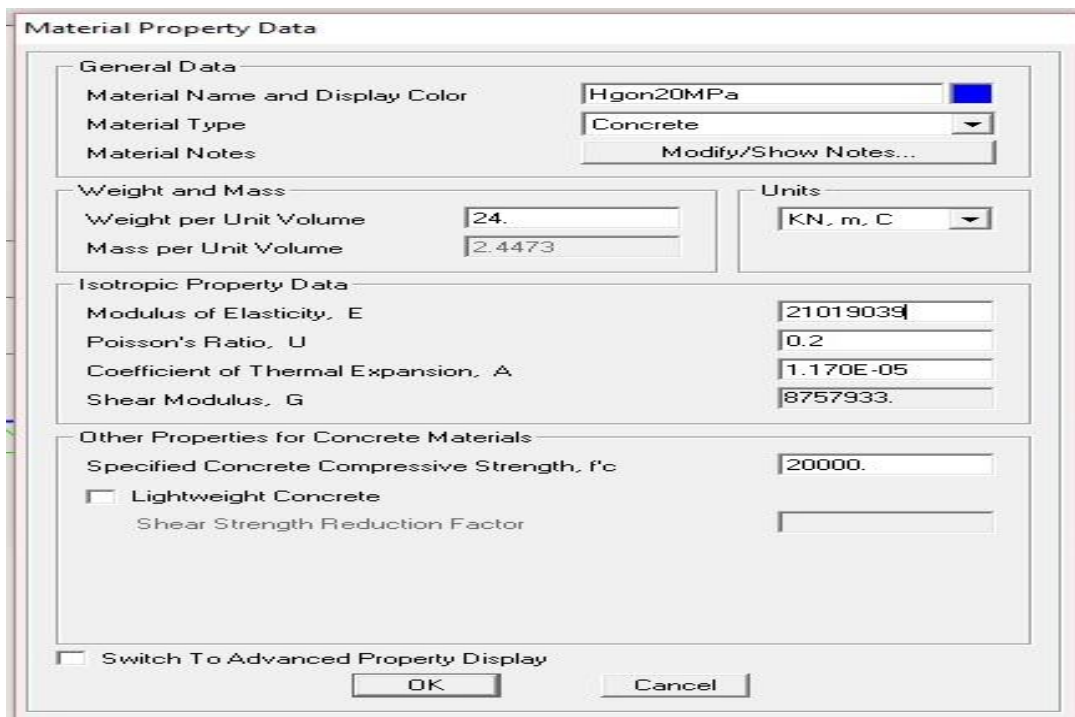 Material Property Data
General Data
Material Name and Display Color Hgon20MPa
Material Type Concrete
Material Notes Modify/Show Notes...
Weight and Mass Units
Weight per Unit Volume 24. KN, m, C
Mass per Unit Volume 2.4473
Isotropic Property Data
Modulus of Elasticity, E 21019039
Poisson's Ratio, U 0.2
Coefficient of Thermal Expansion, A 1.170E-05
Shear Modulus, G 8757933.
Other Properties for Concrete Materials
Specified Concrete Compressive Strength, f'c 20000.
Lightweight Concrete
Shear Strength Reduction Factor
Switch To Advanced Property Display
OK Cancel